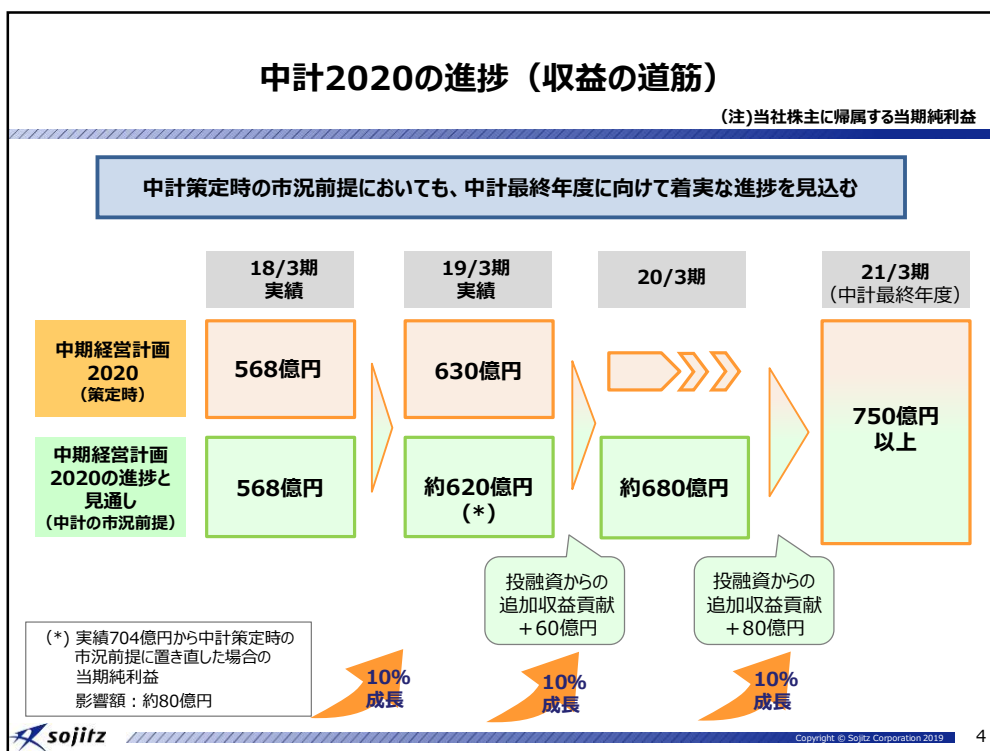 中計2020の進捗（収益の道筋）
(注)当社株主に帰属する当期純利益
中計策定時の市況前提においても、中計最終年度に向けて着実な進捗を見込む
18/3期
実績
19/3期
実績
20/3期
21/3期
（中計最終年度）
中期経営計画
2020
（策定時）
568億円
630億円
750億円
以上
中期経営計画
2020の進捗と
見通し
（中計の市況前提）
568億円
約620億円
(*)
約680億円
投融資からの
追加収益貢献
＋60億円
投融資からの
追加収益貢献
＋80億円
(*) 実績704億円から中計策定時の
市況前提に置き直した場合の
当期純利益
影響額：約80億円
10%
成長
10%
成長
10%
成長
sojitz
Copyright © Sojitz Corporation 2019
4